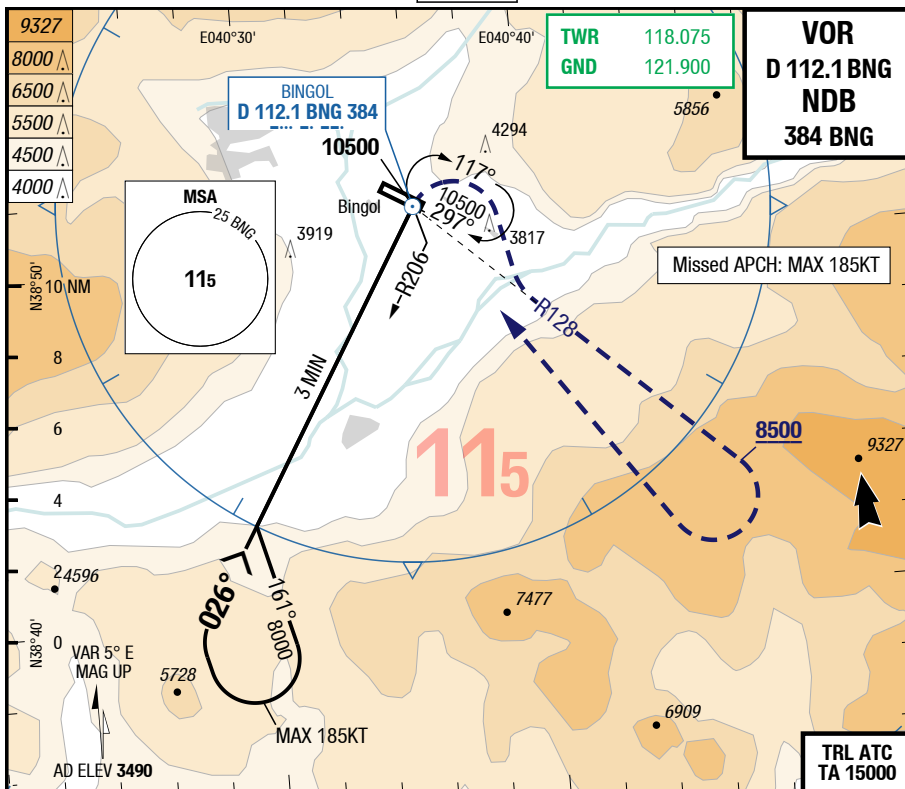 9327
8000
6500
5500
4500
4000
E040°30'
E040°40'
TWR 118.075
GND 121.900
VOR
D 112.1 BNG
NDB
384 BNG
5856
BINGOL
D 112.1 BNG 384
10500
4294
117°
10500
297°
3817
Bingol
MSA
25 BNG
115
3919
R206
Missed APCH: MAX 185KT
N38°50'
10 NM
R128
8
3 MIN
6
8500
9327
115
4
2
4596
026°
161°
8000
7477
N38°40'
0
VAR 5° E
MAG UP
5728
6909
MAX 185KT
AD ELEV 3490
TRL ATC
TA 15000